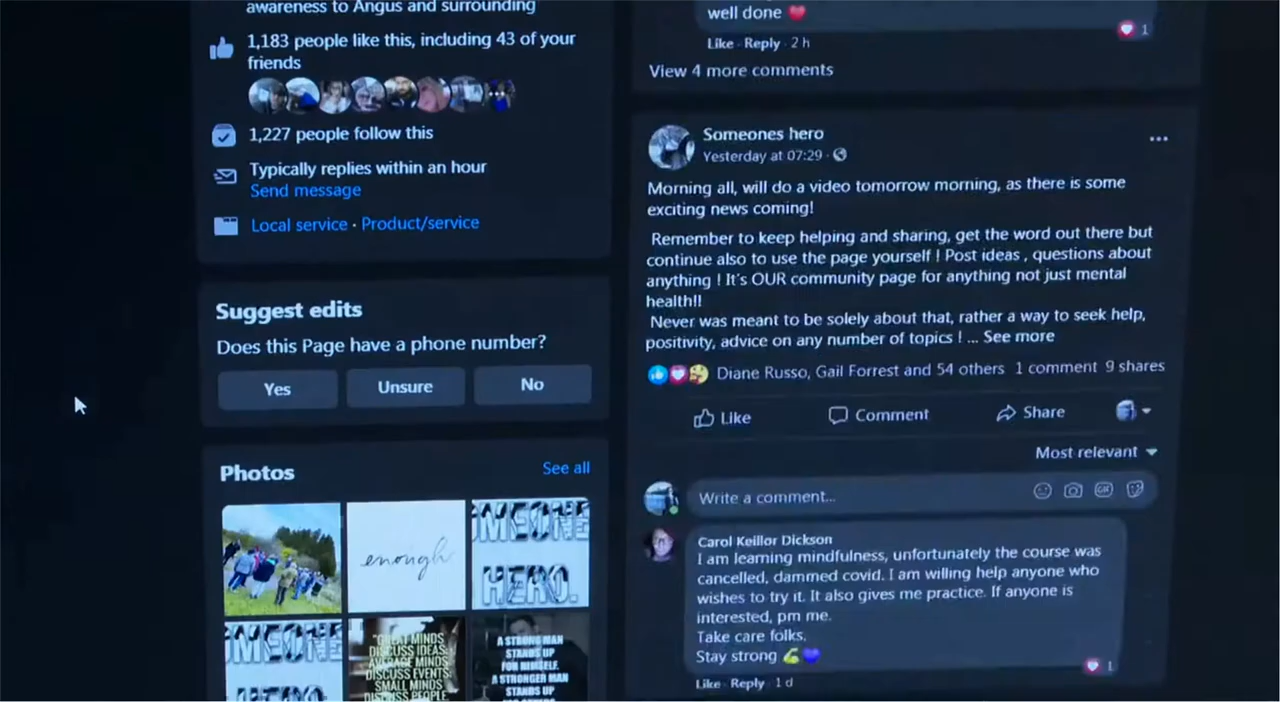 awareness to Angus and surrounding
1,183 people like this, including 43 of your
friends
1,227 people follow this
Typically replies within an hour
Send message
Local service · Product/service
Suggest edits
Does this Page have a phone number?
Yes
Unsure
No
Photos
See all
enough
SOMEONE
HERO.
SOMEONE
HERO
"GREAT MINDS
DISCUSS IDEAS;
AVERAGE MINDS
DISCUSS EVENTS;
SMALL MINDS
DISCUSS PEOPLE
A STRONG MAN
STANDS UP
FOR HIMSELF.
A STRONGER MAN
STANDS UP
well done ❤️
1
Like · Reply · 2 h
View 4 more comments
Someones hero
Yesterday at 07:29 ·
Morning all, will do a video tomorrow morning, as there is some
exciting news coming!
Remember to keep helping and sharing, get the word out there but
continue also to use the page yourself ! Post ideas , questions about
anything ! It's OUR community page for anything not just mental
health!!
Never was meant to be solely about that, rather a way to seek help,
positivity, advice on any number of topics ! ... See more
Diane Russo, Gail Forrest and 54 others 1 comment 9 shares
Like
Comment
Share
Most relevant
Write a comment...
GIF
Carol Keillor Dickson
I am learning mindfulness, unfortunately the course was
cancelled, dammed covid. I am willing help anyone who
wishes to try it. It also gives me practice. If anyone is
interested, pm me.
Take care folks.
Stay strong 💪💙
1
Like · Reply · 1 d